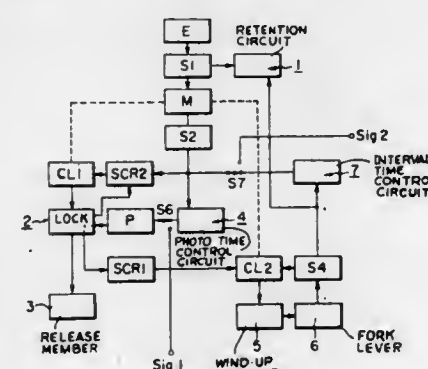 E
RETENTION
CIRCUIT
S1
1
M
S2
Sig 2
CL1
SCR2
S7
7
INTERVAL
TIME
CONTROL
CIRCUIT
2
LOCK
P
S6
4
PHOTO TIME
CONTROL
CIRCUIT
SCR1
CL2
S4
3
RELEASE
MEMBER
5
6
FORK
LEVER
Sig 1
WIND-UP